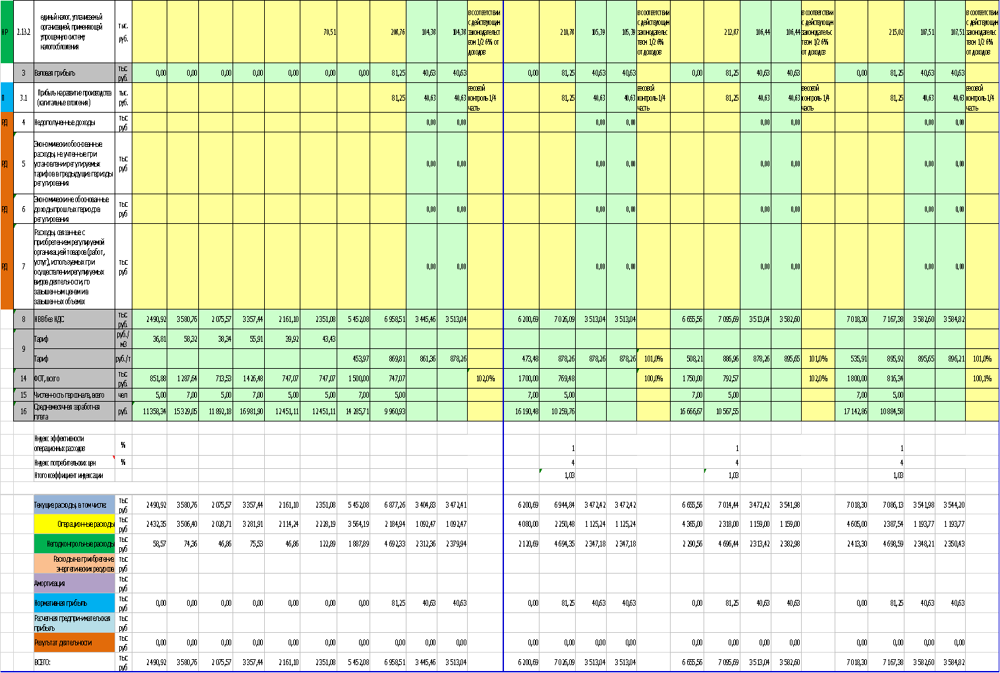 НР 2.13.2 единый налог, уплачиваемый организацией, применяющей упрощенную систему налогообложения тыс. руб. 70,51 208,76 104,38 104,38 в соответствии с действующим законодательством 1/2 6% от доходов 210,78 105,39 105,39 в соответствии с действующим законодательством 1/2 6% от доходов 212,87 106,44 106,44 в соответствии с действующим законодательством 1/2 6% от доходов 215,02 107,51 107,51 в соответствии с действующим законодательством 1/2 6% от доходов
3 Валовая прибыль тыс. руб. 0,00 0,00 0,00 0,00 0,00 0,00 0,00 81,25 40,63 40,63 0,00 81,25 40,63 40,63 0,00 81,25 40,63 40,63 0,00 81,25 40,63 40,63
П 3.1 Прибыль на развитие производства (капитальные вложения) тыс. руб. 81,25 40,63 40,63 весовой контроль 1/4 часть 81,25 40,63 40,63 весовой контроль 1/4 часть 81,25 40,63 40,63 весовой контроль 1/4 часть 81,25 40,63 40,63 весовой контроль 1/4 часть
РД 4 Недополученные доходы тыс руб 0,00 0,00 0,00 0,00 0,00 0,00 0,00 0,00
РД 5 Экономически обоснованные расходы, не учтенные при установлении регулируемых тарифов в предыдущие периоды регулирования тыс руб 0,00 0,00 0,00 0,00 0,00 0,00 0,00 0,00
РД 6 Экономически не обоснованные доходы прошлых периодов регулирования тыс руб 0,00 0,00 0,00 0,00 0,00 0,00 0,00 0,00
РД 7 Расходы, связанные с приобретением регулируемой организацией товаров (работ, услуг), используемых при осуществлении регулируемых видов деятельности, по завышенным ценам и в завышенных объемах тыс руб 0,00 0,00 0,00 0,00 0,00 0,00 0,00 0,00
8 НВВ без НДС тыс. руб. 2 490,92 3 580,76 2 075,57 3 357,44 2 161,10 2 351,08 5 452,08 6 958,51 3 445,46 3 513,04 6 200,69 7 026,09 3 513,04 3 513,04 6 655,56 7 095,69 3 513,04 3 582,60 7 018,30 7 167,38 3 582,60 3 584,82
9 Тариф руб./м3 36,81 58,32 38,34 55,91 39,92 43,43
Тариф руб./т 453,97 869,81 861,36 878,26 473,48 878,26 878,26 878,26 101,0% 508,21 886,96 878,26 895,65 101,0% 535,91 895,92 895,65 896,21 101,0%
14 ФОТ, всего тыс. руб. 851,88 1 287,64 713,53 1 426,48 747,07 747,07 1 500,00 747,07 102,0% 1 700,00 769,48 100,0% 1 750,00 792,57 102,0% 1 800,00 816,34 100,1%
15 Численность персонала, всего чел 5,00 7,00 5,00 7,00 5,00 5,00 7,00 5,00 7,00 5,00 7,00 5,00 7,00 5,00
16 Среднемесячная заработная плата руб. 11 358,34 15 329,05 11 892,18 16 981,90 12 451,11 12 451,11 14 285,71 9 960,93 16 190,48 10 259,76 16 666,67 10 567,55 17 142,86 10 884,58
Индекс эффективности операционных расходов % 1 1 1
Индекс потребительских цен % 4 4 4
Итого коэффициент индексации 1,03 1,03 1,03
Текущие расходы, в том числе: тыс руб 2 490,92 3 580,76 2 075,57 3 357,44 2 161,10 2 351,08 5 452,08 6 877,26 3 404,83 3 472,41 6 200,69 6 944,84 3 472,42 3 472,42 6 655,56 7 014,44 3 472,42 3 541,98 7 018,30 7 086,13 3 541,98 3 544,20
Операционные расходы тыс руб 2 432,35 3 506,40 2 028,71 3 281,91 2 114,24 2 228,19 3 564,19 2 184,94 1 092,47 1 092,47 4 080,00 2 250,48 1 125,24 1 125,24 4 365,00 2 318,00 1 159,00 1 159,00 4 605,00 2 387,54 1 193,77 1 193,77
Неподконтрольные расходы тыс руб 58,57 74,36 46,86 75,53 46,86 122,89 1 887,89 4 692,33 2 312,36 2 379,94 2 120,69 4 694,35 2 347,18 2 347,18 2 290,56 4 696,44 2 313,42 2 382,98 2 413,30 4 698,59 2 348,21 2 350,43
Расходы на приобретение энергетических ресурсов тыс руб
Амортизация тыс руб
Нормативная прибыль тыс руб 0,00 0,00 0,00 0,00 0,00 0,00 0,00 81,25 40,63 40,63 0,00 81,25 40,63 40,63 0,00 81,25 40,63 40,63 0,00 81,25 40,63 40,63
Расчетная предпринимательская прибыль тыс руб
Результат деятельности тыс руб 0,00 0,00 0,00 0,00 0,00 0,00 0,00 0,00 0,00 0,00 0,00 0,00 0,00 0,00 0,00 0,00 0,00 0,00 0,00 0,00 0,00 0,00
ВСЕГО: тыс руб 2 490,92 3 580,76 2 075,57 3 357,44 2 161,10 2 351,08 5 452,08 6 958,51 3 445,46 3 513,04 6 200,69 7 026,09 3 513,04 3 513,04 6 655,56 7 095,69 3 513,04 3 582,60 7 018,30 7 167,38 3 582,60 3 584,82